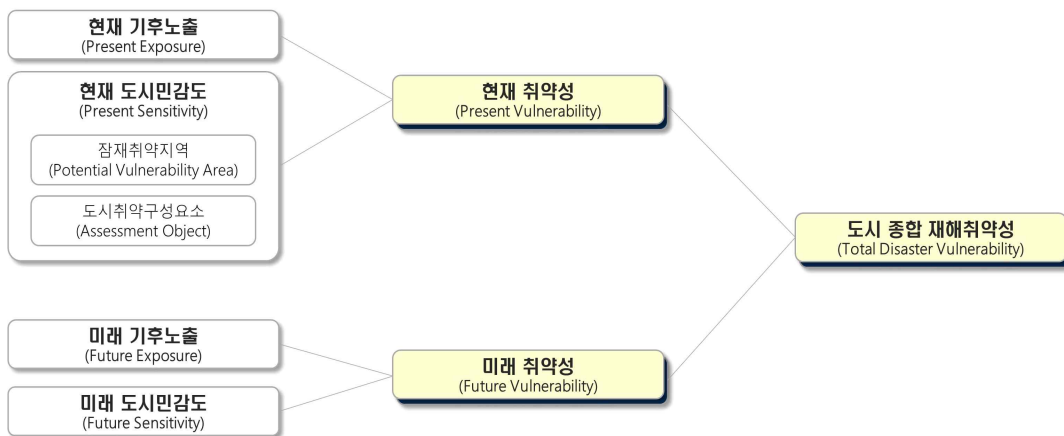 현재 기후노출
(Present Exposure)
현재 도시민감도
(Present Sensitivity)
잠재취약지역
(Potential Vulnerability Area)
도시취약구성요소
(Assessment Object)
현재 취약성
(Present Vulnerability)
도시 종합 재해취약성
(Total Disaster Vulnerability)
미래 기후노출
(Future Exposure)
미래 도시민감도
(Future Sensitivity)
미래 취약성
(Future Vulnerability)